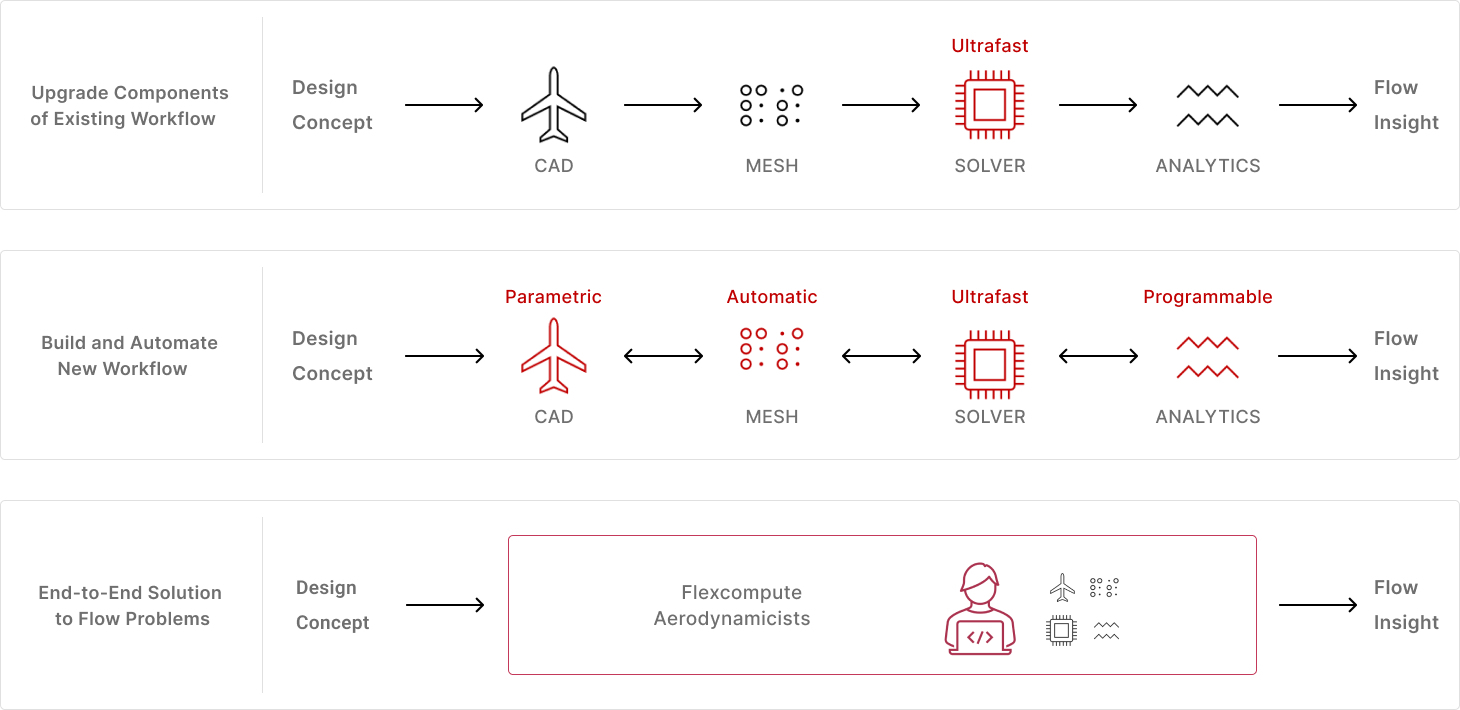 Upgrade Components
of Existing Workflow
Design
Concept
CAD
MESH
Ultrafast
SOLVER
ANALYTICS
Flow
Insight
Build and Automate
New Workflow
Design
Concept
Parametric
CAD
Automatic
MESH
Ultrafast
SOLVER
Programmable
ANALYTICS
Flow
Insight
End-to-End Solution
to Flow Problems
Design
Concept
Flexcompute
Aerodynamicists
</>
Flow
Insight